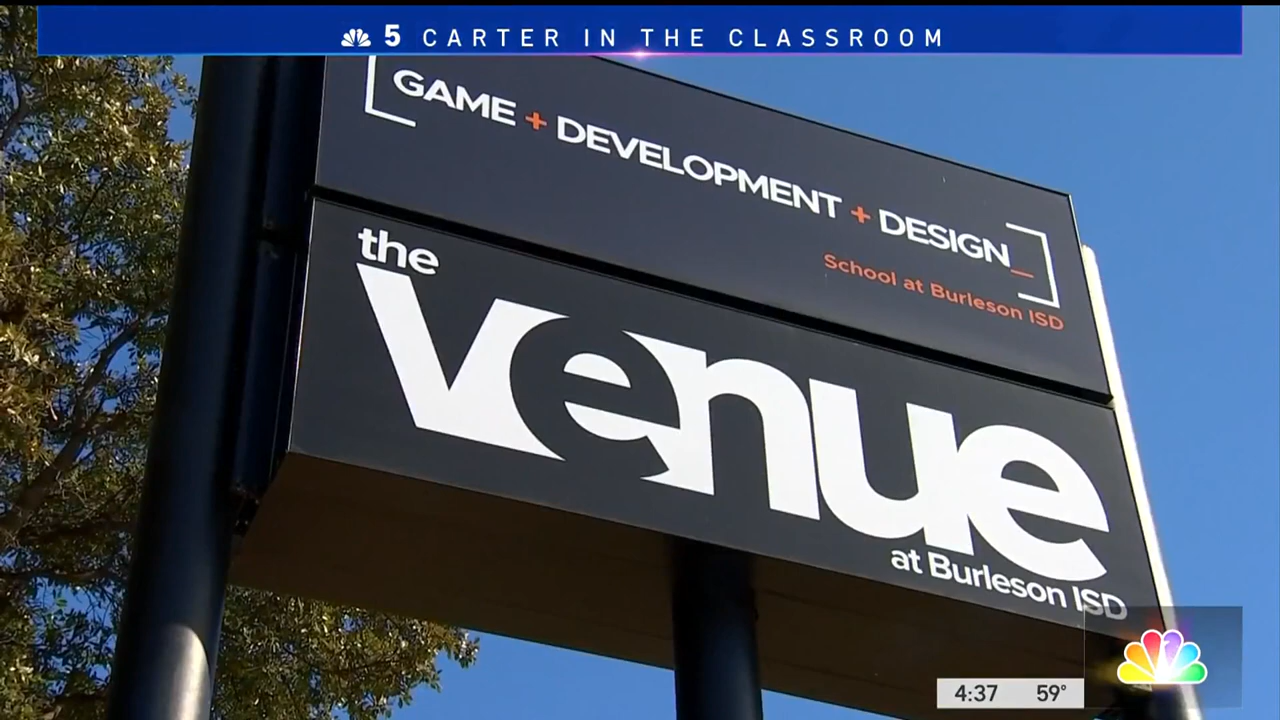 5 CARTER IN THE CLASSROOM
GAME + DEVELOPMENT + DESIGN_
School at Burleson ISD
the
venue
at Burleson ISD
4:37 59°